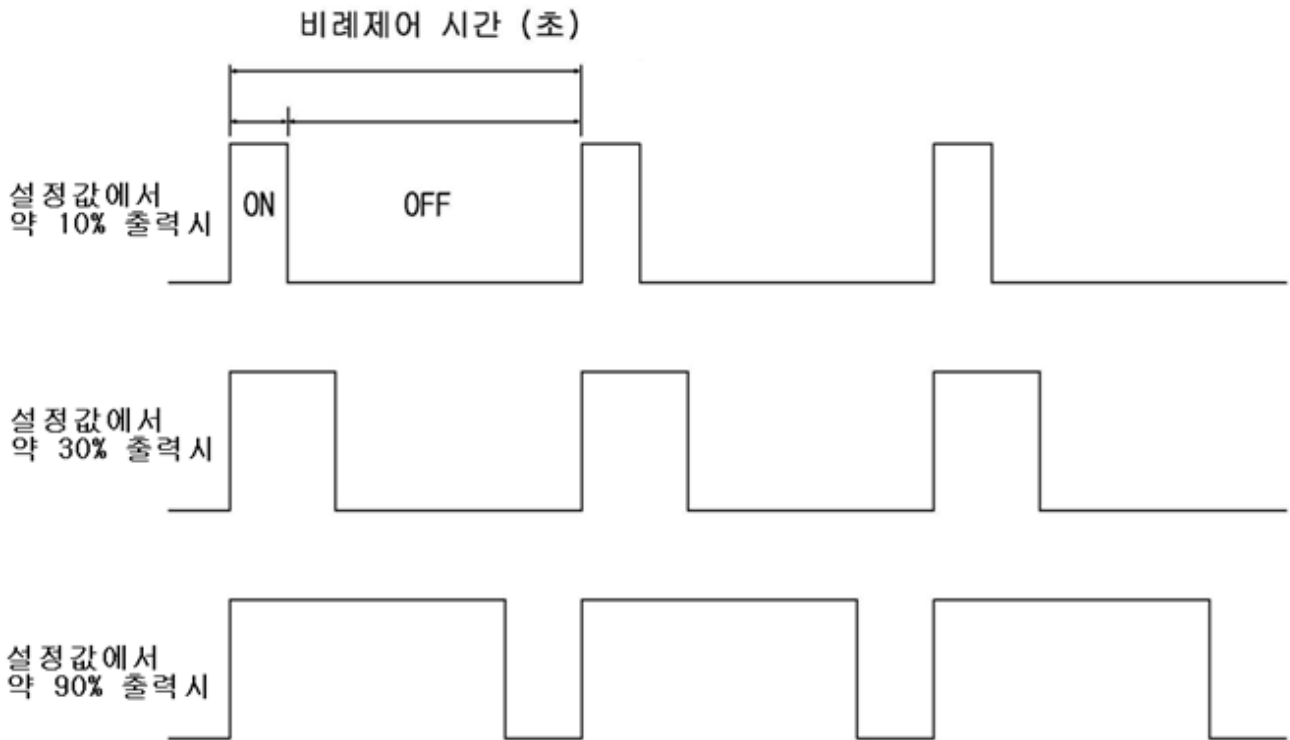 비례제어 시간 (초)
ON
OFF
설정값에서
약 10% 출력시
설정값에서
약 30% 출력시
설정값에서
약 90% 출력시